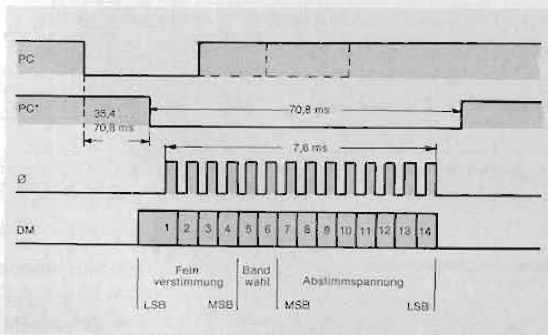 PC
PC*
35,4 ...
70,8 ms
70,8 ms
7,6 ms
Ø
DM
1 2 3 4 5 6 7 8 9 10 11 12 13 14
Fein
verstimmung
Band
wahl
Abstimmspannung
LSB MSB MSB LSB